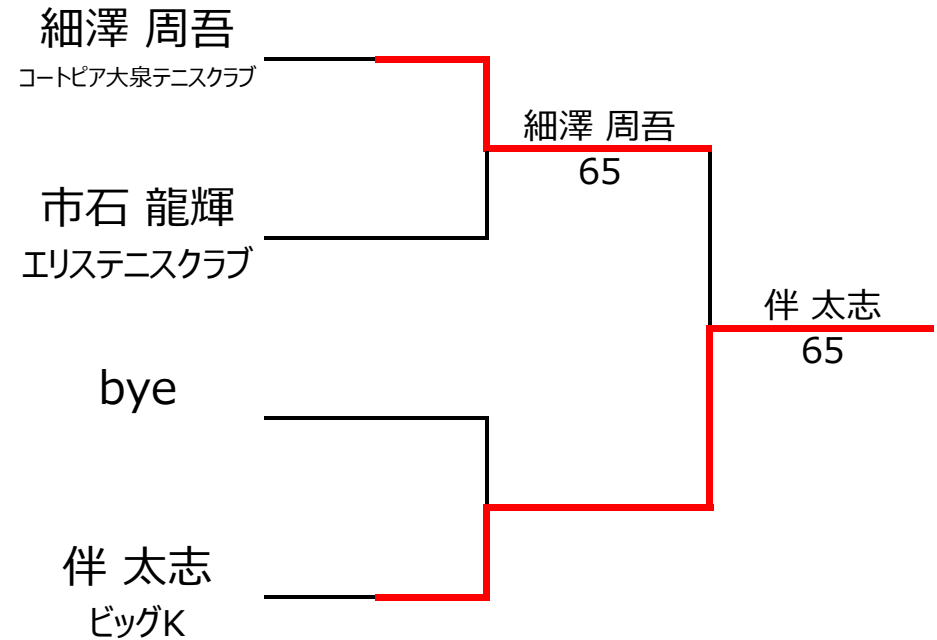 細澤 周吾
コートピア大泉テニスクラブ
市石 龍輝
エリステニスクラブ
bye
伴 太志
ビッグK
細澤 周吾
65
伴 太志
65